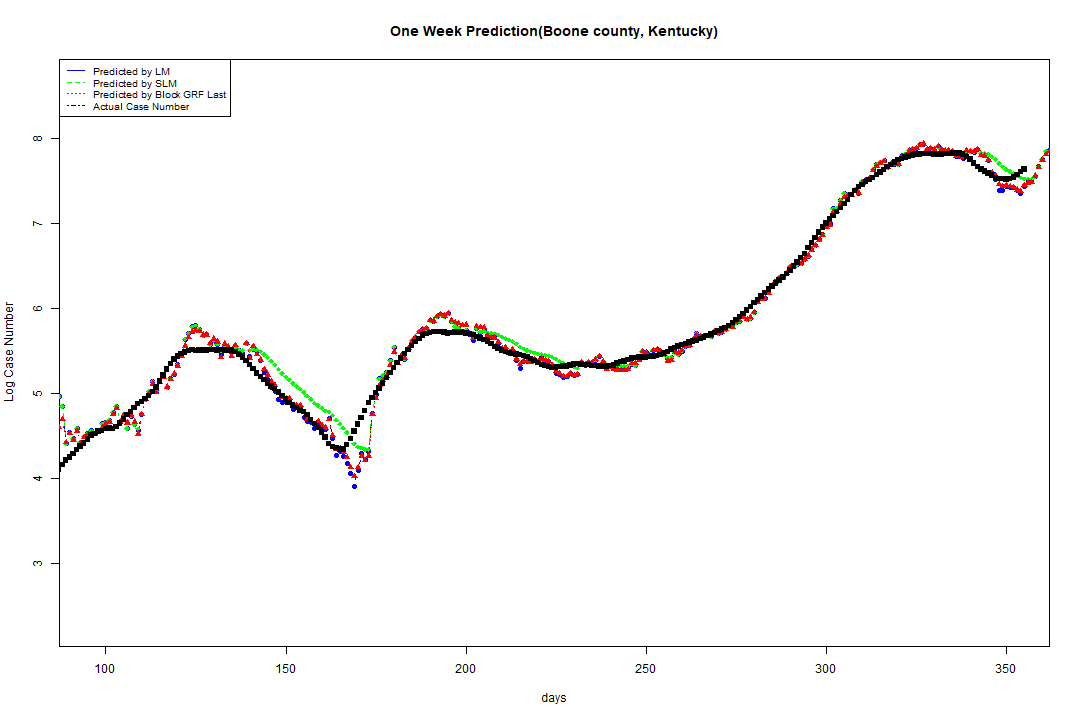 One Week Prediction(Boone county, Kentucky)
Predicted by LM
Predicted by SLM
Predicted by Block GRF Last
Actual Case Number
8
7
6
5
4
3
Log Case Number
100 150 200 250 300 350
days